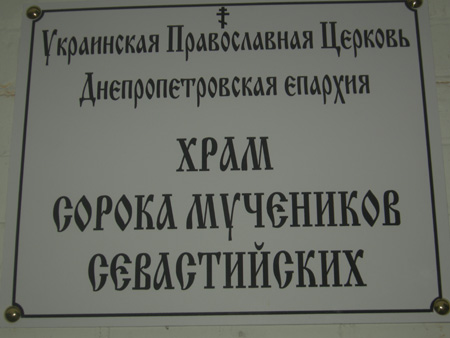 Украинская Православная Церковь
Днепропетровская епархия
ХРАМ
СОРОКА МУЧЕНИКОВ
СЕВАСТИЙСКИХ